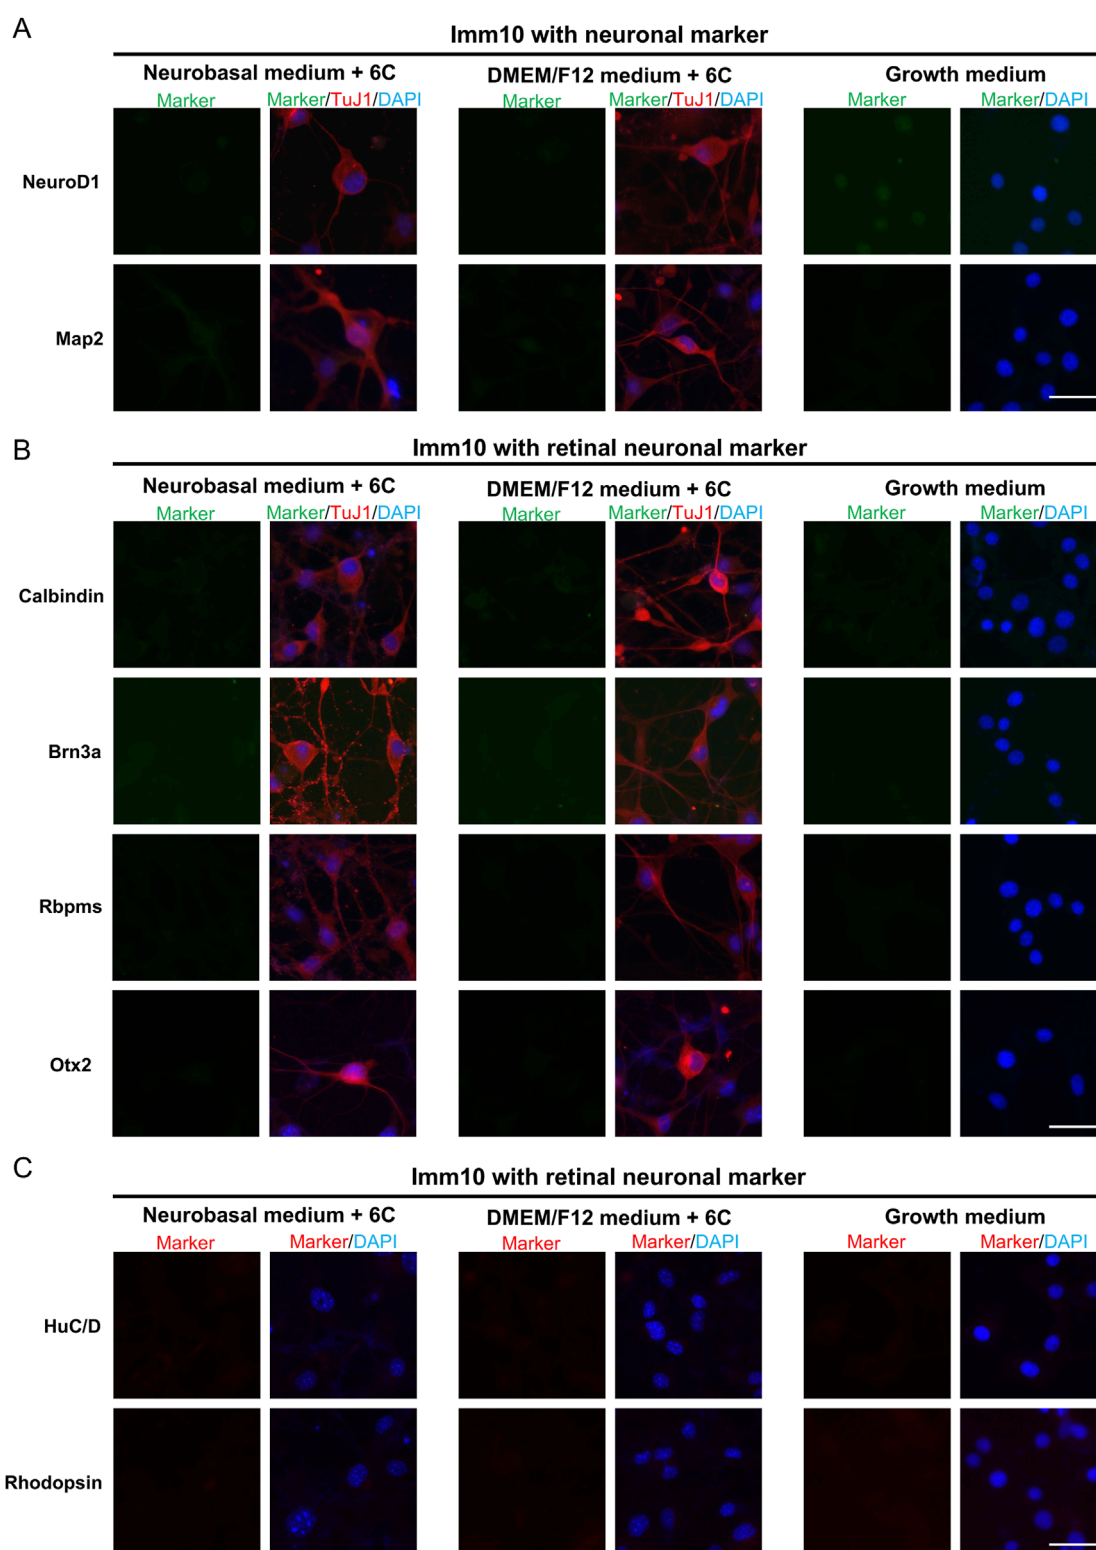 A
Imm10 with neuronal marker
Neurobasal medium + 6C DMEM/F12 medium + 6C Growth medium
Marker Marker/TuJ1/DAPI Marker Marker/TuJ1/DAPI Marker Marker/DAPI
NeuroD1
Map2
B
Imm10 with retinal neuronal marker
Neurobasal medium + 6C DMEM/F12 medium + 6C Growth medium
Marker Marker/TuJ1/DAPI Marker Marker/TuJ1/DAPI Marker Marker/DAPI
Calbindin
Brn3a
Rbpms
Otx2
C
Imm10 with retinal neuronal marker
Neurobasal medium + 6C DMEM/F12 medium + 6C Growth medium
Marker Marker/DAPI Marker Marker/DAPI Marker Marker/DAPI
HuC/D
Rhodopsin